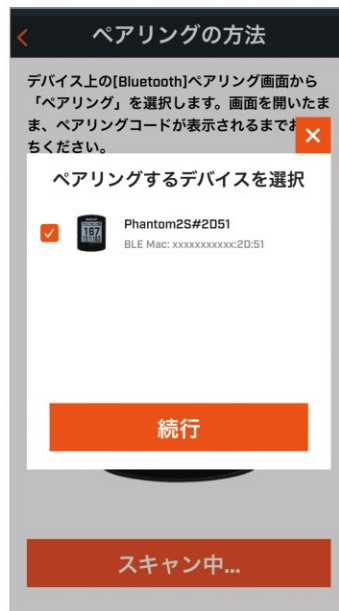 ペアリングの方法
デバイス上の[Bluetooth]ペアリング画面から
「ペアリング」を選択します。画面を開いたま
ま、ペアリングコードが表示されるまで
ちください。
ペアリングするデバイスを選択
167
Phantom2S#2D51
BLE Mac: xxxxxxxxxxx:2D:51
続行
スキャン中...